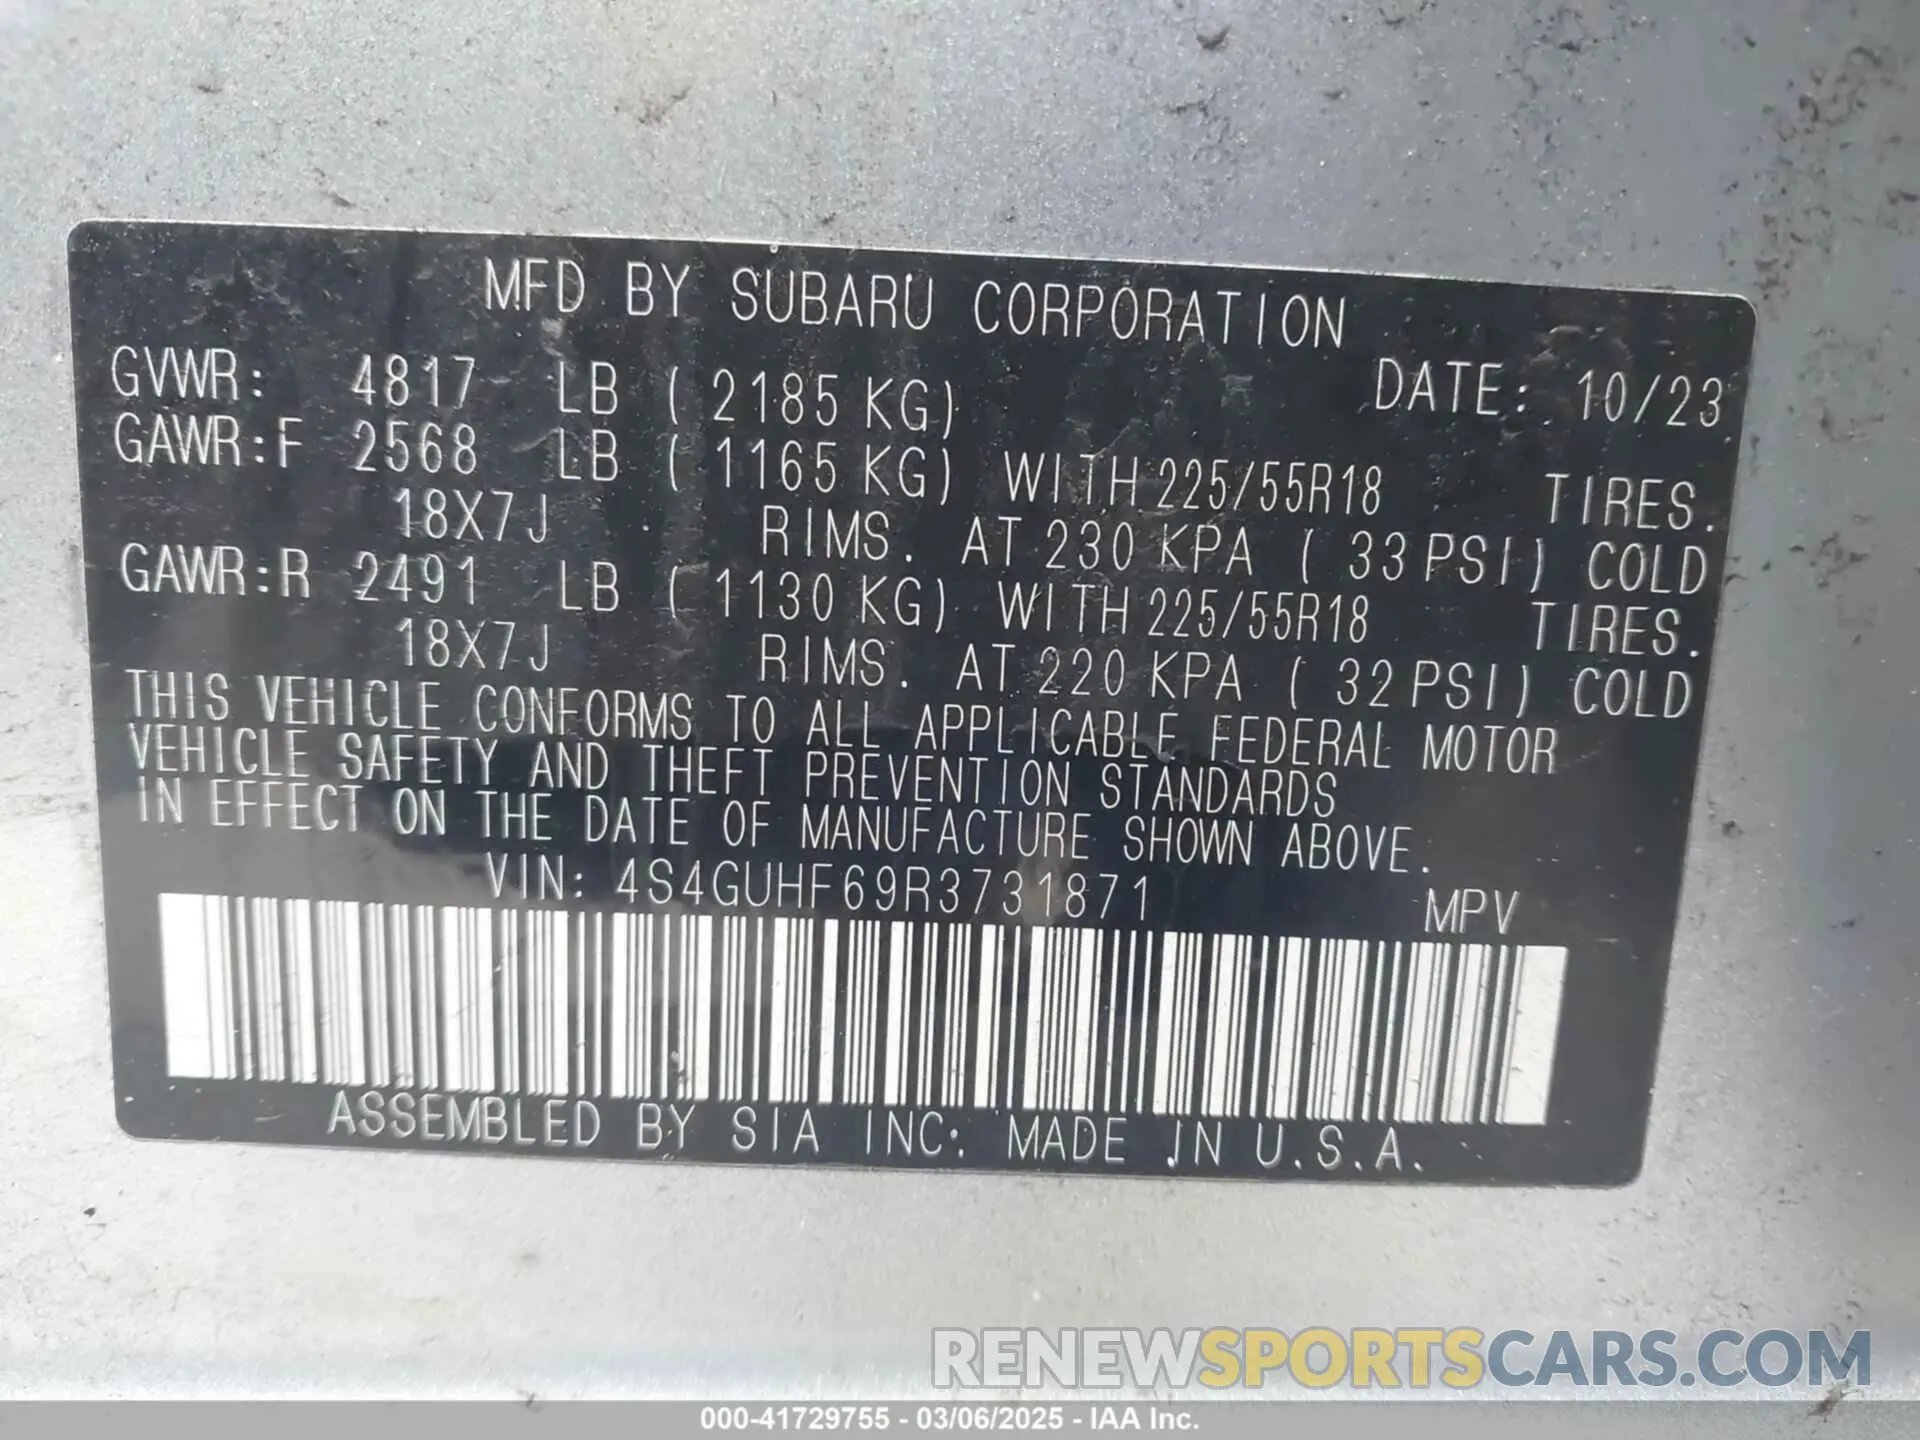 MFD BY SUBARU CORPORATION
GVWR: 4817 LB ( 2185 KG) DATE: 10/23
GAWR:F 2568 LB ( 1165 KG) WITH 225/55R18 TIRES.
18X7J RIMS. AT 230 KPA ( 33 PSI) COLD
GAWR:R 2491 LB ( 1130 KG) WITH 225/55R18 TIRES.
18X7J RIMS. AT 220 KPA ( 32 PSI) COLD
THIS VEHICLE CONFORMS TO ALL APPLICABLE FEDERAL MOTOR
VEHICLE SAFETY AND THEFT PREVENTION STANDARDS
IN EFFECT ON THE DATE OF MANUFACTURE SHOWN ABOVE.
VIN: 4S4GUHF69R3731871 MPV
ASSEMBLED BY SIA INC. MADE IN U.S.A.
RENEWSPORTSCARS.COM
000-41729755 - 03/06/2025 - IAA Inc.